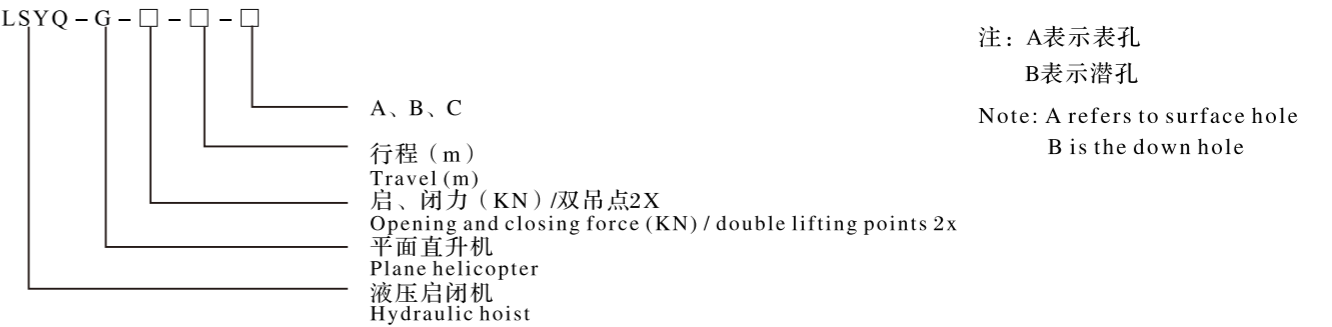 LSYQ－G－□－□－□
A、B、C
行程（m）
Travel (m)
启、闭力（KN）/双吊点2X
Opening and closing force (KN) / double lifting points 2x
平面直升机
Plane helicopter
液压启闭机
Hydraulic hoist
注：A表示表孔
B表示潜孔
Note: A refers to surface hole
B is the down hole